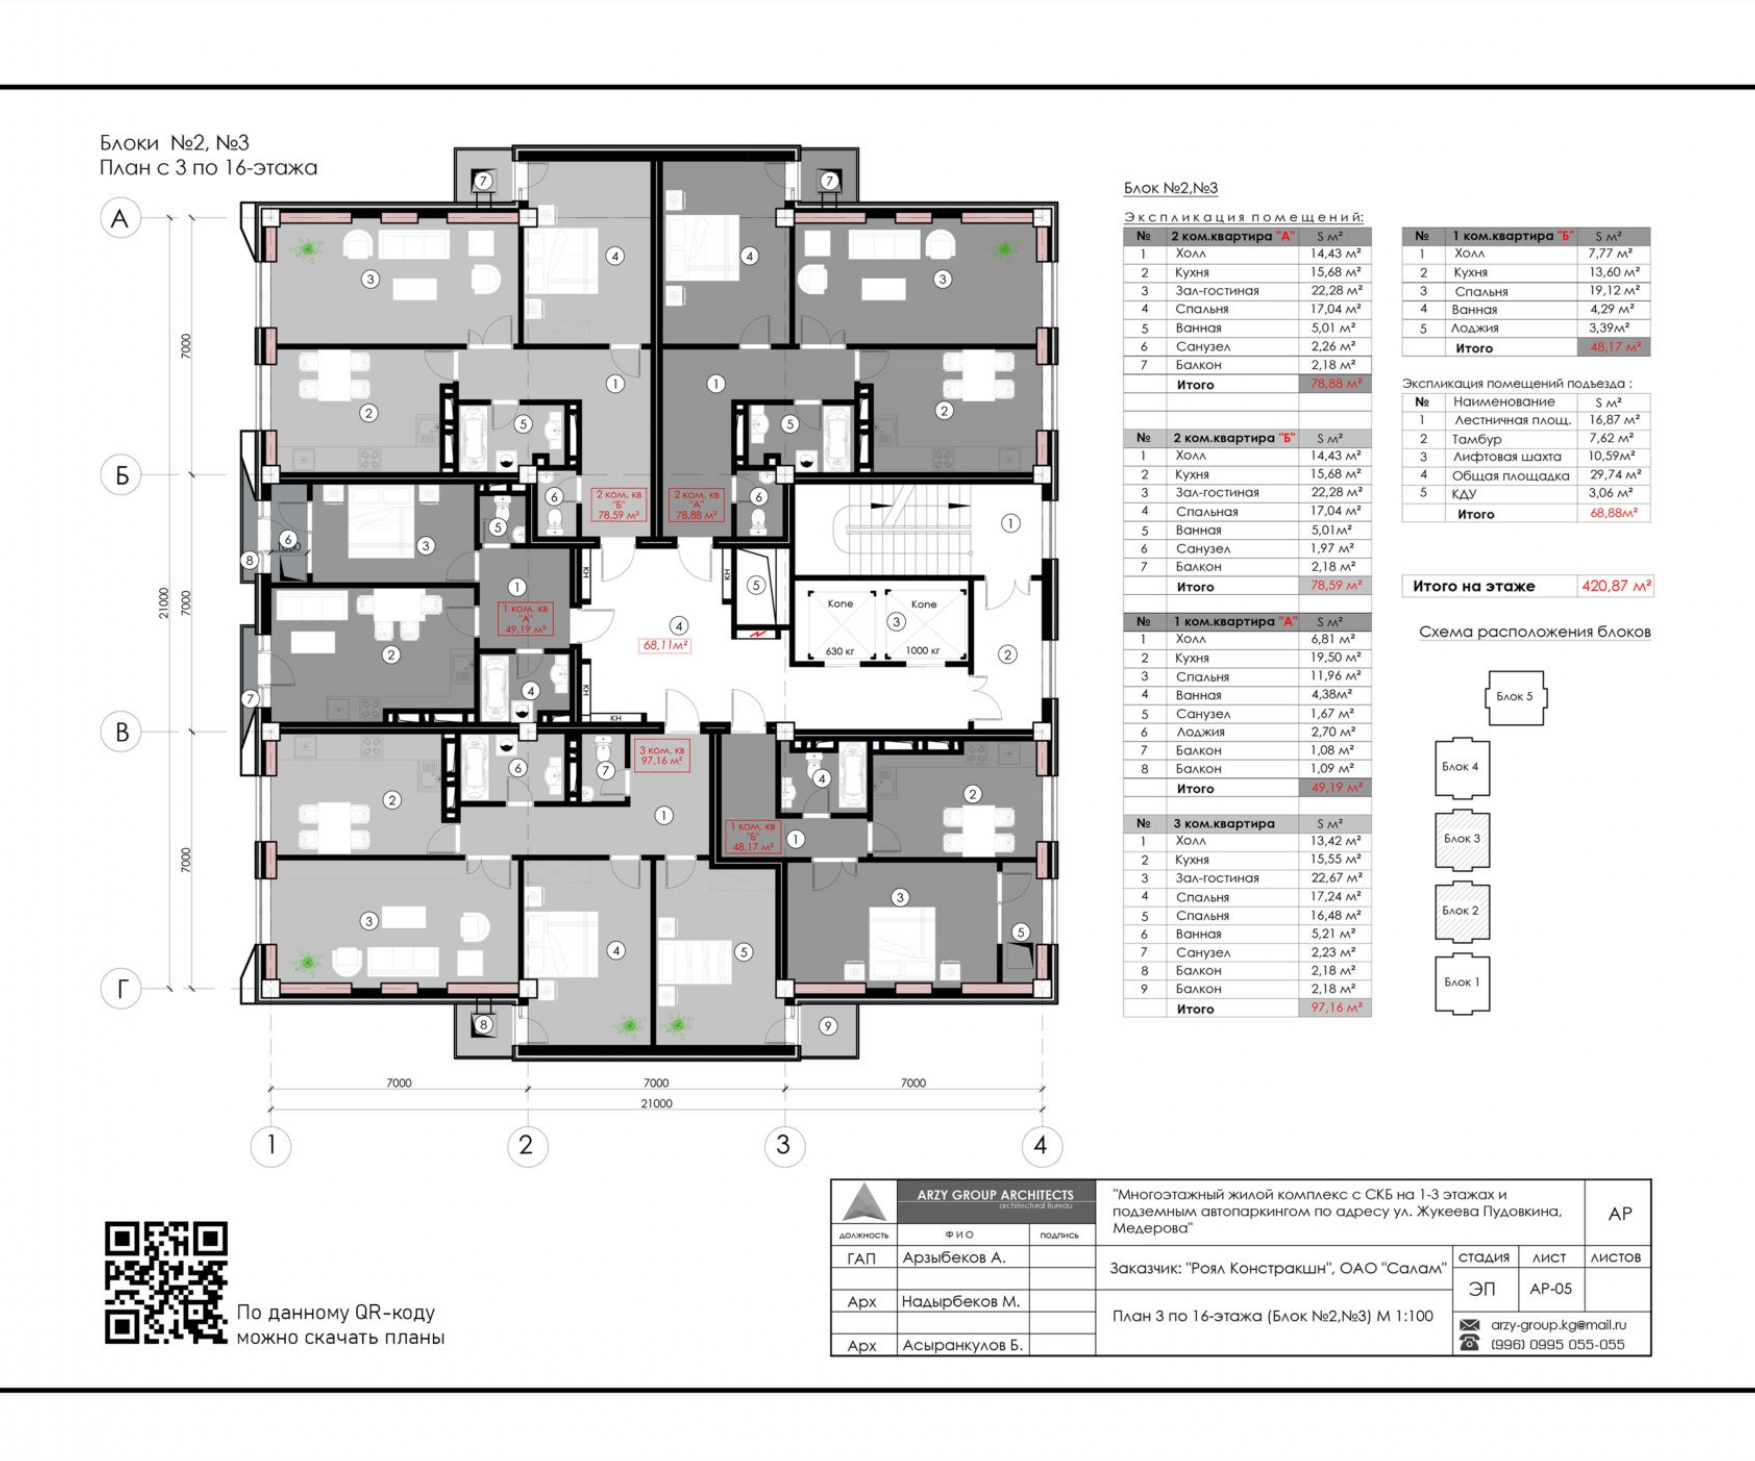 Блоки №2, №3
План с 3 по 16-этажа
А
Б
В
Г
7000
7000
7000
21000
7
7
3
4
4
3
2
1
1
2
5
5
6
6
2 ком. кв
"Б"
78.59 м²
2 ком. кв
"А"
78,88 м²
1
8
6
3
5
1
1 ком. кв
"А"
49.19 м²
КН
КН
5
Копе
Копе
3
630 кг
1000 кг
4
68,11м²
2
2
7
4
КН
КН
3 ком. кв
97.16 м²
6
7
2
1
1 ком. кв
"Б"
48.17 м²
4
1
2
3
3
4
5
5
8
9
7000
7000
7000
21000
1
2
3
4
Блок №2,№3
Экспликация помещений:
№ 2 ком.квартира "А" S м²
1 Холл 14,43 м²
2 Кухня 15,68 м²
3 Зал-гостиная 22,28 м²
4 Спальня 17,04 м²
5 Ванная 5,01 м²
6 Санузел 2,26 м²
7 Балкон 2,18 м²
Итого 78,88 м²
№ 2 ком.квартира "Б" S м²
1 Холл 14,43 м²
2 Кухня 15,68 м²
3 Зал-гостиная 22,28 м²
4 Спальная 17,04 м²
5 Ванная 5,01м²
6 Санузел 1,97 м²
7 Балкон 2,18 м²
Итого 78,59 м²
№ 1 ком.квартира "А" S м²
1 Холл 6,81 м²
2 Кухня 19,50 м²
3 Спальня 11,96 м²
4 Ванная 4,38м²
5 Санузел 1,67 м²
6 Лоджия 2,70 м²
7 Балкон 1,08 м²
8 Балкон 1,09 м²
Итого 49,19 м²
№ 3 ком.квартира S м²
1 Холл 13,42 м²
2 Кухня 15,55 м²
3 Зал-гостиная 22,67 м²
4 Спальня 17,24 м²
5 Спальня 16,48 м²
6 Ванная 5,21 м²
7 Санузел 2,23 м²
8 Балкон 2,18 м²
9 Балкон 2,18 м²
Итого 97,16 м²
№ 1 ком.квартира "Б" S м²
1 Холл 7,77 м²
2 Кухня 13,60 м²
3 Спальня 19,12 м²
4 Ванная 4,29 м²
5 Лоджия 3,39м²
Итого 48,17 м²
Экспликация помещений подъезда :
№ Наименование S м²
1 Лестничная площ. 16,87 м²
2 Тамбур 7,62 м²
3 Лифтовая шахта 10,59м²
4 Общая площадка 29,74 м²
5 КДУ 3,06 м²
Итого 68,88м²
Итого на этаже 420,87 м²
Схема расположения блоков
Блок 5
Блок 4
Блок 3
Блок 2
Блок 1
По данному QR-коду
можно скачать планы
ARZY GROUP ARCHITECTS
architectural Bureau
должность ФИО подпись
ГАП Арзыбеков А.
Арх Надырбеков М.
Арх Асыранкулов Б.
"Многоэтажный жилой комплекс с СКБ на 1-3 этажах и
подземным автопаркингом по адресу ул. Жукеева Пудовкина,
Медерова"
АР
Заказчик: "Роял Констракшн", ОАО "Салам"
стадия лист листов
ЭП АР-05
План 3 по 16-этажа (Блок №2,№3) М 1:100
arzy-group.kg@mail.ru
(996) 0995 055-055